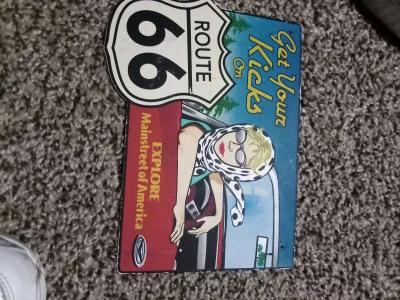 ROUTE
66
Get Your
Kicks
on
EXPLORE
Mainstreet of America